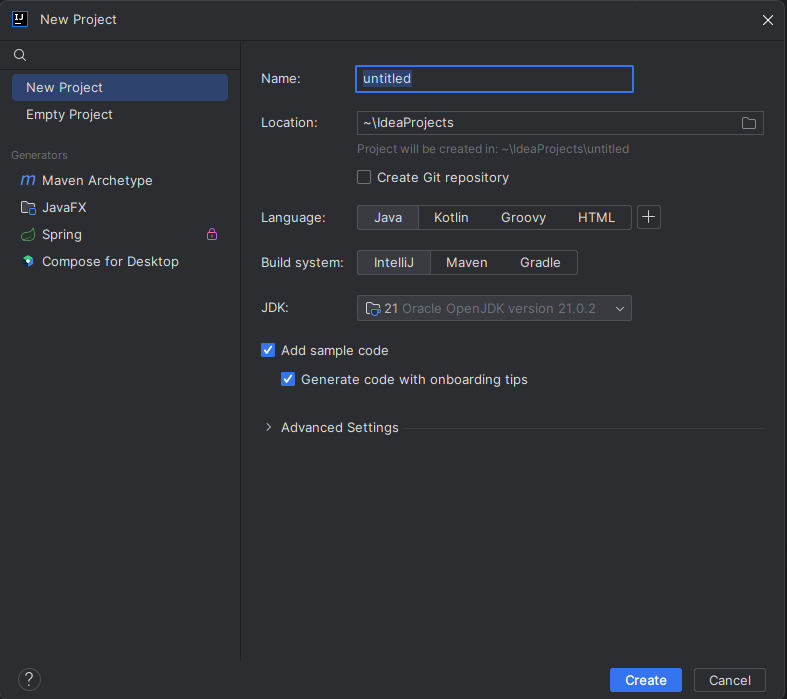 New Project
New Project
Empty Project
Generators
Maven Archetype
JavaFX
Spring
Compose for Desktop
Name: untitled
Location: ~\IdeaProjects
Project will be created in: ~\IdeaProjects\untitled
Create Git repository
Language: Java Kotlin Groovy HTML +
Build system: IntelliJ Maven Gradle
JDK: 21 Oracle OpenJDK version 21.0.2
Add sample code
Generate code with onboarding tips
Advanced Settings
? Create Cancel